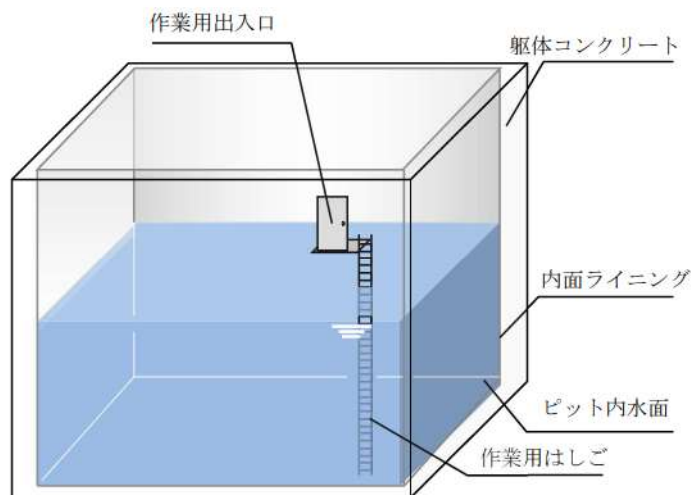 作業用出入口
躯体コンクリート
内面ライニング
ピット内水面
作業用はしご